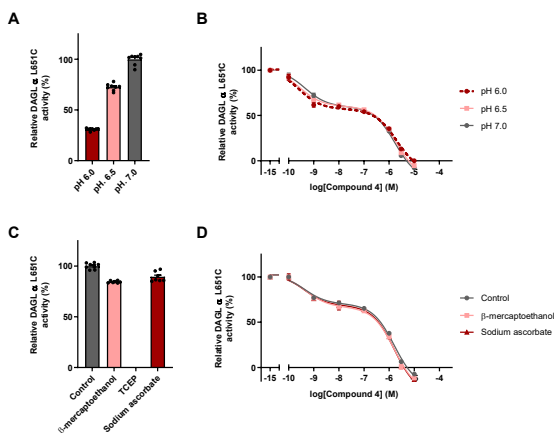 A
Relative DAGL α L651C
activity (%)
100
50
0
pH 6.0
pH. 6.5
pH 7.0
B
Relative DAGL α L651C
activity (%)
100
50
0
-15
-10
-9
-8
-7
-6
-5
-4
log[Compound 4] (M)
pH 6.0
pH 6.5
pH 7.0
C
Relative DAGL α L651C
activity (%)
100
50
0
Control
β-mercaptoethanol
TCEP
Sodium ascorbate
D
Relative DAGL α L651C
activity (%)
100
50
0
-15
-10
-9
-8
-7
-6
-5
-4
log[Compound 4] (M)
Control
β-mercaptoethanol
Sodium ascorbate